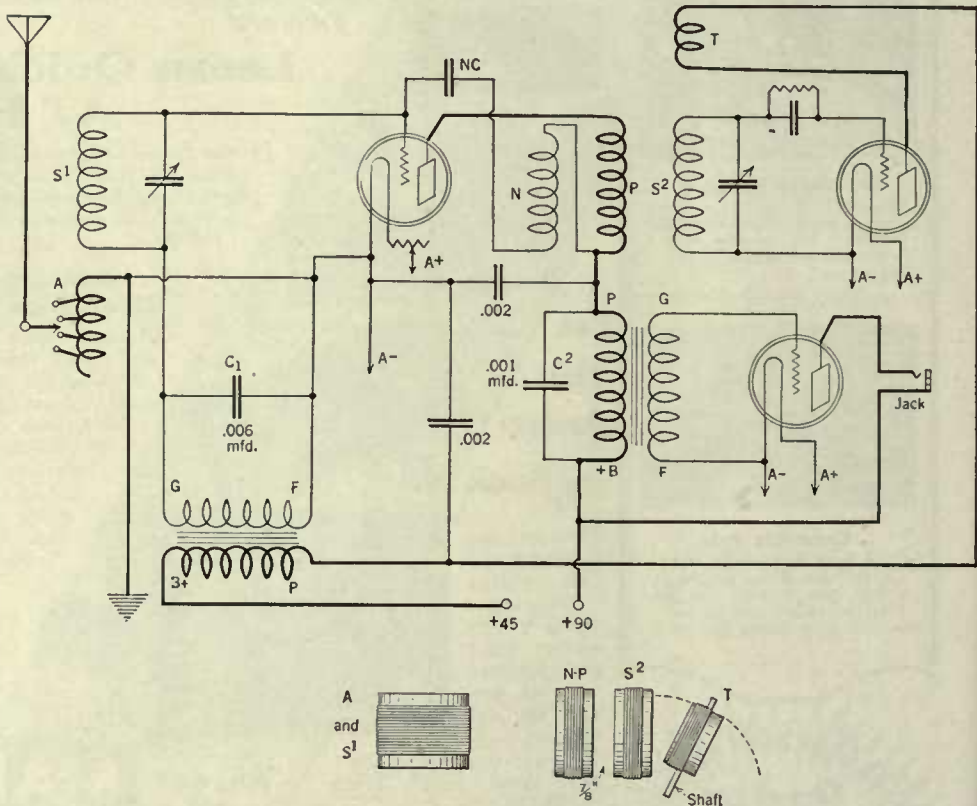 T
NC
S1
N
P
S2
A+
A
.002
P
G
A-
A+
A-
C1
.001
mfd.
C2
Jack
.006
mfd.
.002
+B
F
A-
A+
G
F
3+
P
+45
+90
A
and
S1
N-P
S2
T
7/8"
Shaft